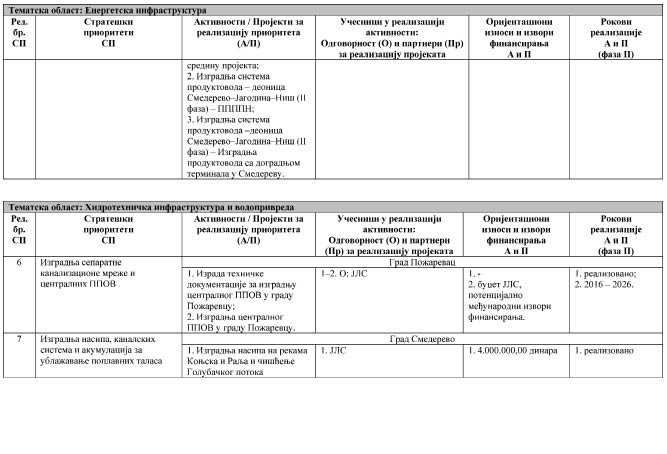 Тематска област: Енергетска инфраструктура
Ред. бр. СП
Стратешки приоритети СП
Активности / Пројекти за реализацију приоритета (А/П)
Учесници у реализацији активности: Одговорност (О) и партнери (Пр) за реализацију пројеката
Оријентациони износи и извори финансирања А и П
Рокови реализације А и П (фаза II)
средину пројекта;
2. Изградња система
продуктовода – деоница
Смедерево–Јагодина–Ниш (II
фаза) – ППППН;
3. Изградња система
продуктовода –деоница
Смедерево–Јагодина–Ниш (II
фаза) – Изградња
продуктовода са доградњом
терминала у Смедереву.
Тематска област: Хидротехничка инфраструктура и водопривреда
Ред. бр. СП
Стратешки приоритети СП
Активности / Пројекти за реализацију приоритета (А/П)
Учесници у реализацији активности: Одговорност (О) и партнери (Пр) за реализацију пројеката
Оријентациони износи и извори финансирања А и П
Рокови реализације А и П (фаза II)
6
Изградња сепаратне
канализационе мреже и
централних ППОВ
Град Пожаревац
1. Израда техничке
документације за изградњу
централног ППОВ у граду
Пожаревцу;
2. Изградња централног
ППОВ у граду Пожаревцу.
1–2. О: ЈЛС
1. -
2. буџет ЈЛС,
потенцијално
међународни извори
финансирања.
1. реализовано;
2. 2016 – 2026.
7
Изградња насипа, каналских
система и акумулација за
ублажавање поплавних таласа
Град Смедерево
1. Изградња насипа на рекама
Коњска и Раља и чишћење
Голубачког потока
1. ЈЛС
1. 4.000.000,00 динара
1. реализовано